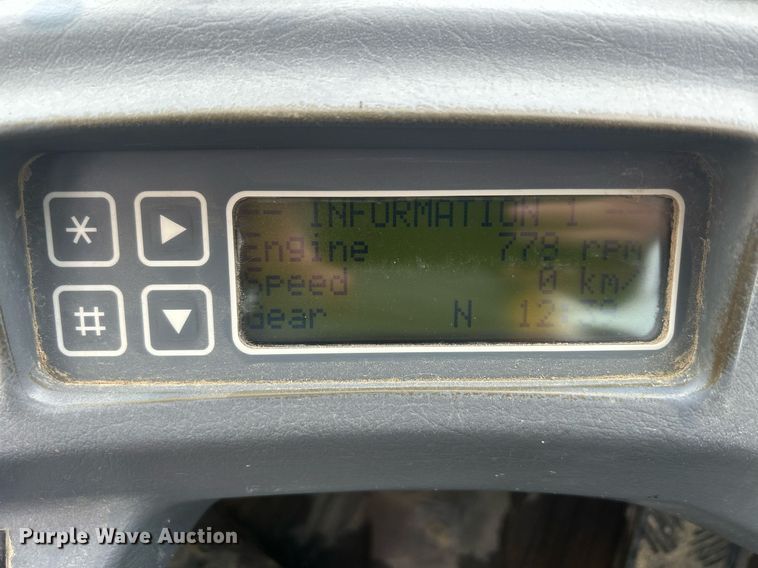 -- INFORMATION 1 --
Engine 778 rpm
Speed 0 km/
Gear N
* ▶
# ▼
Purple Wave Auction